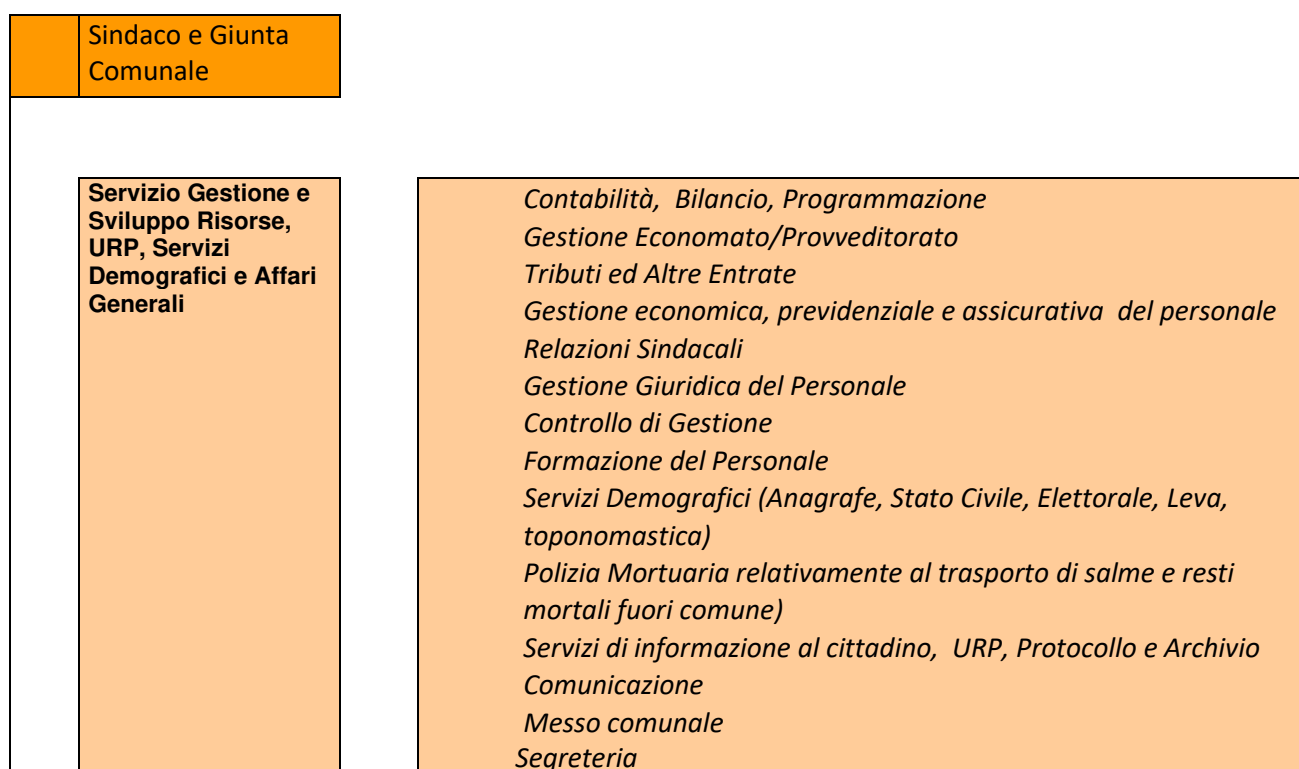 Sindaco e Giunta
Comunale
Servizio Gestione e
Sviluppo Risorse,
URP, Servizi
Demografici e Affari
Generali
Contabilità, Bilancio, Programmazione
Gestione Economato/Provveditorato
Tributi ed Altre Entrate
Gestione economica, previdenziale e assicurativa del personale
Relazioni Sindacali
Gestione Giuridica del Personale
Controllo di Gestione
Formazione del Personale
Servizi Demografici (Anagrafe, Stato Civile, Elettorale, Leva,
toponomastica)
Polizia Mortuaria relativamente al trasporto di salme e resti
mortali fuori comune)
Servizi di informazione al cittadino, URP, Protocollo e Archivio
Comunicazione
Messo comunale
Segreteria